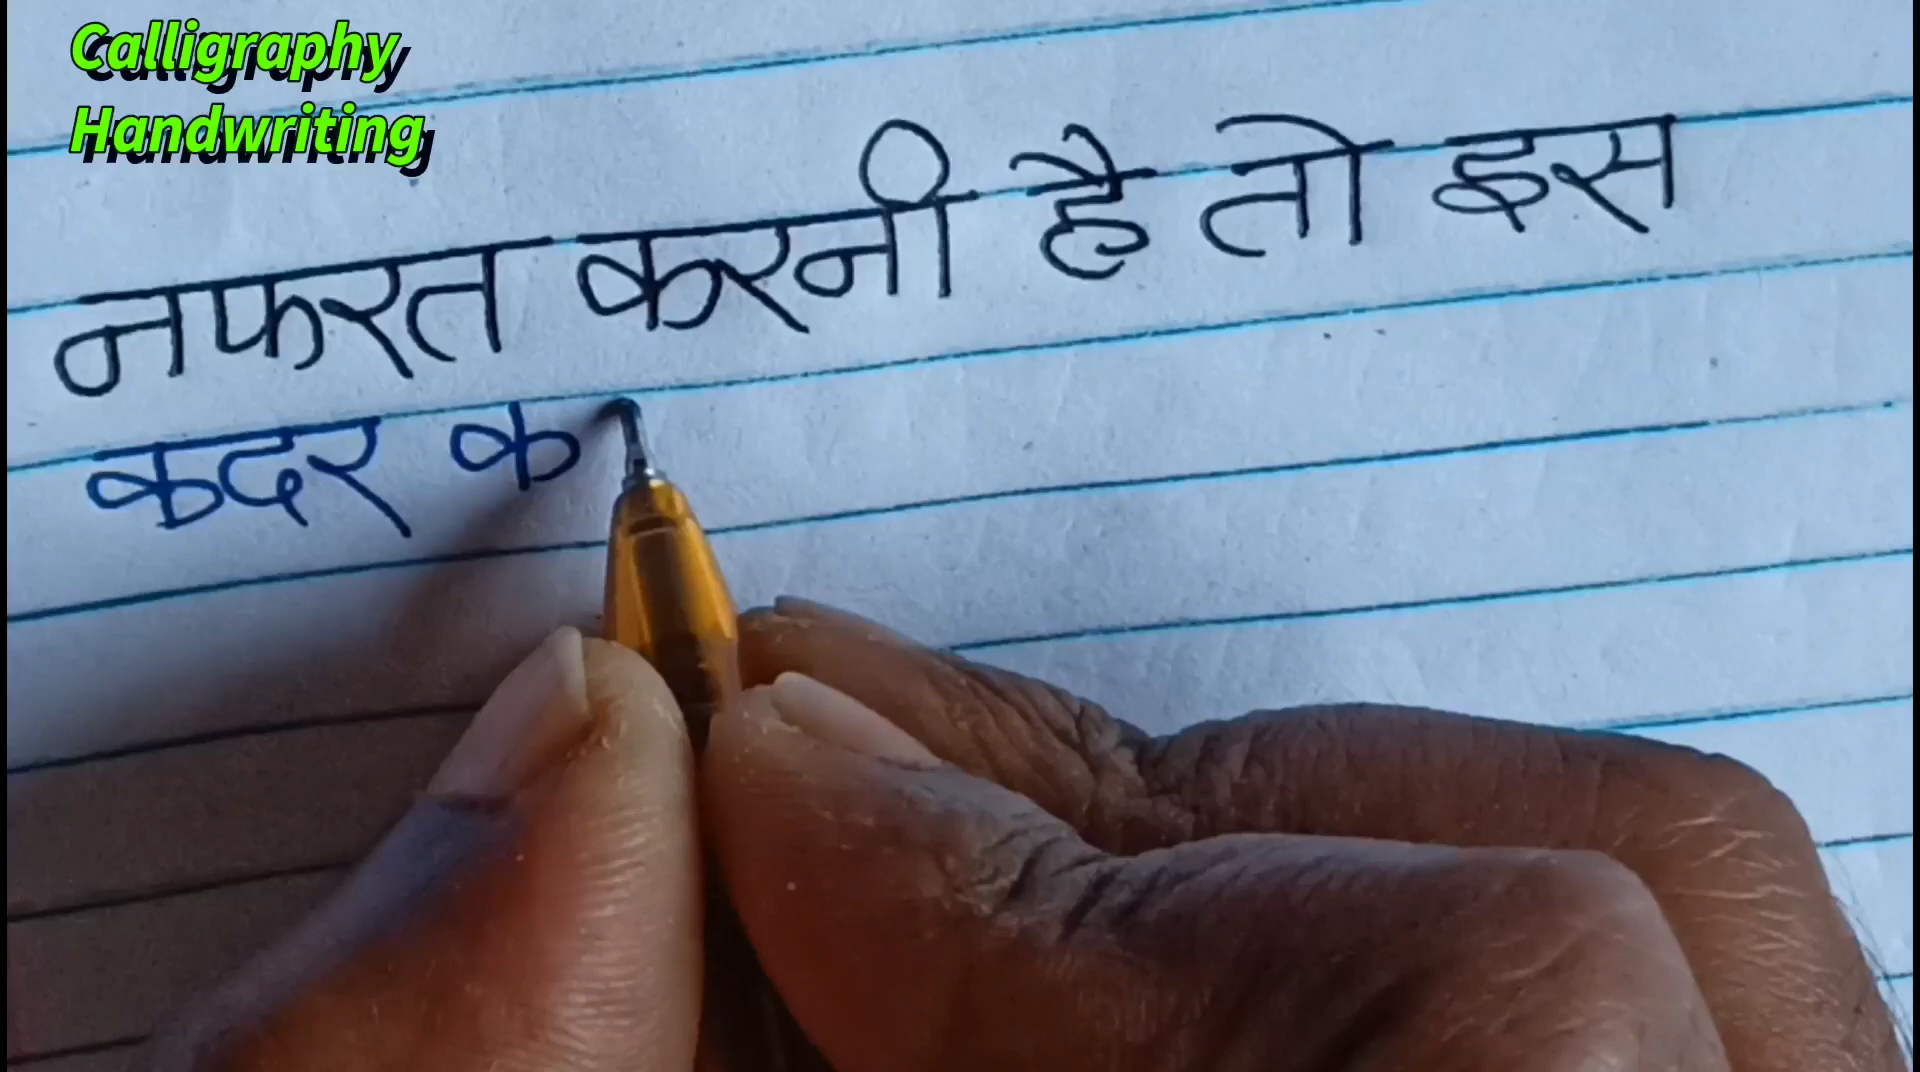 Calligraphy
Handwriting
नफरत करनी है तो इस
कदर क